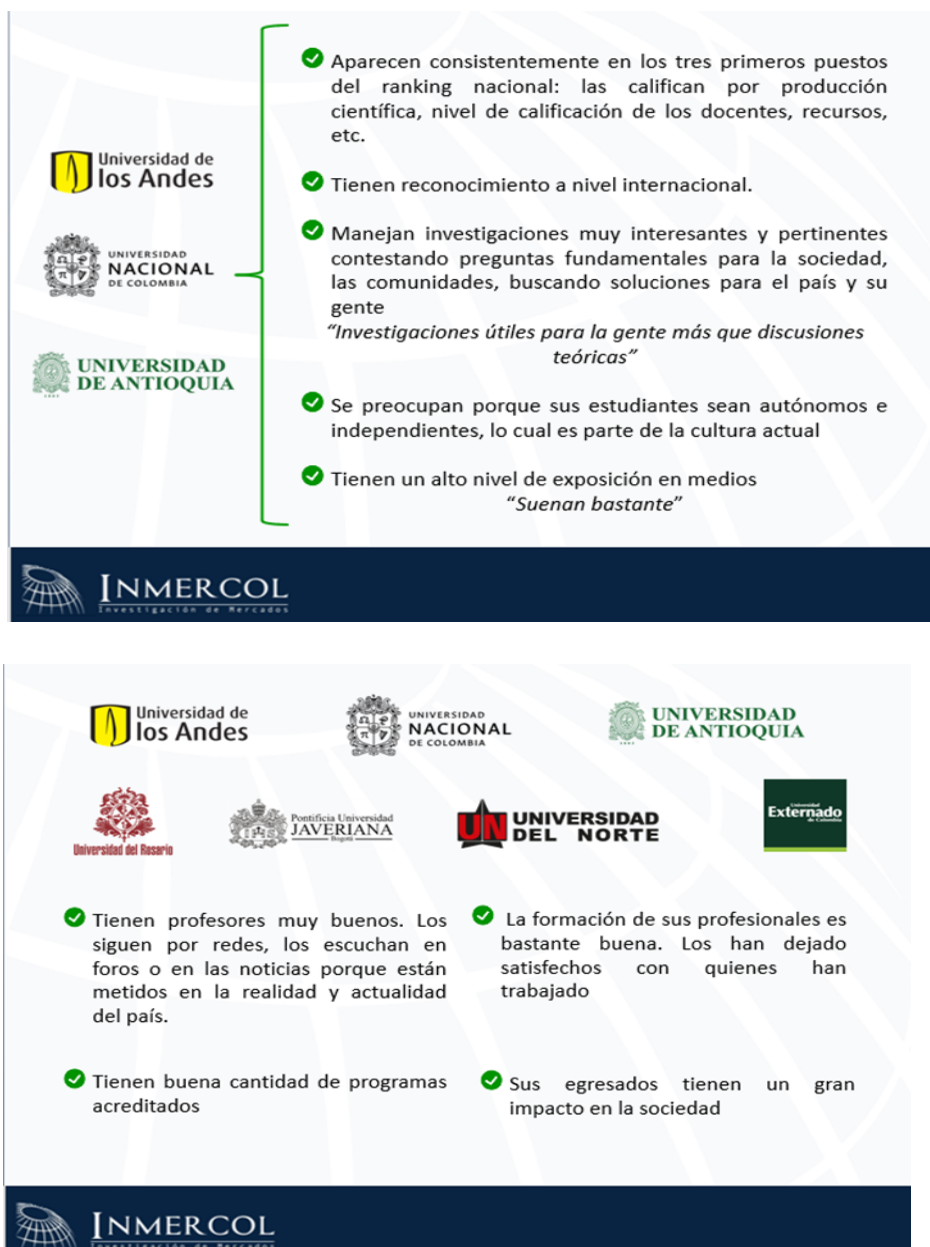 Aparecen consistentemente en los tres primeros puestos
del ranking nacional: las califican por producción
científica, nivel de calificación de los docentes, recursos,
etc.
Universidad de
los Andes
Tienen reconocimiento a nivel internacional.
UNIVERSIDAD
NACIONAL
DE COLOMBIA
Manejan investigaciones muy interesantes y pertinentes
contestando preguntas fundamentales para la sociedad,
las comunidades, buscando soluciones para el país y su
gente
“Investigaciones útiles para la gente más que discusiones
teóricas”
UNIVERSIDAD
DE ANTIOQUIA
Se preocupan porque sus estudiantes sean autónomos e
independientes, lo cual es parte de la cultura actual
Tienen un alto nivel de exposición en medios
“Suenan bastante”
INMERCOL
Investigación de Mercados
Universidad de
los Andes
UNIVERSIDAD
NACIONAL
DE COLOMBIA
UNIVERSIDAD
DE ANTIOQUIA
Universidad del Rosario
Pontificia Universidad
JAVERIANA
Bogotá
UN UNIVERSIDAD
DEL NORTE
Universidad
Externado
de Colombia
Tienen profesores muy buenos. Los
siguen por redes, los escuchan en
foros o en las noticias porque están
metidos en la realidad y actualidad
del país.
La formación de sus profesionales es
bastante buena. Los han dejado
satisfechos con quienes han
trabajado
Tienen buena cantidad de programas
acreditados
Sus egresados tienen un gran
impacto en la sociedad
INMERCOL
Investigación de Mercados